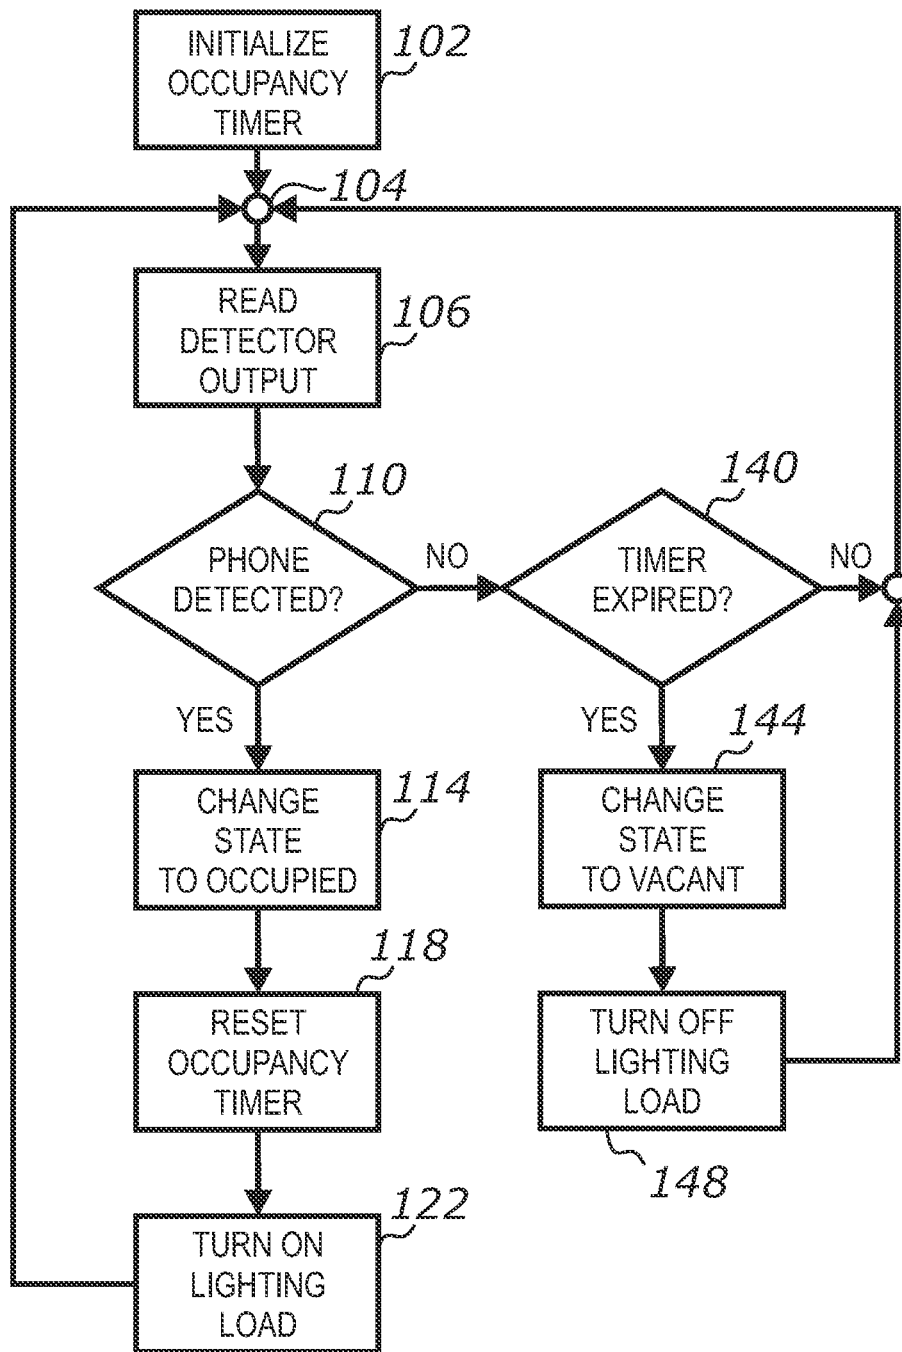 INITIALIZE
OCCUPANCY
TIMER
102
104
READ
DETECTOR
OUTPUT
106
110
PHONE
DETECTED?
NO
140
TIMER
EXPIRED?
NO
YES
YES
CHANGE
STATE
TO OCCUPIED
114
144
CHANGE
STATE
TO VACANT
118
RESET
OCCUPANCY
TIMER
TURN OFF
LIGHTING
LOAD
148
122
TURN ON
LIGHTING
LOAD